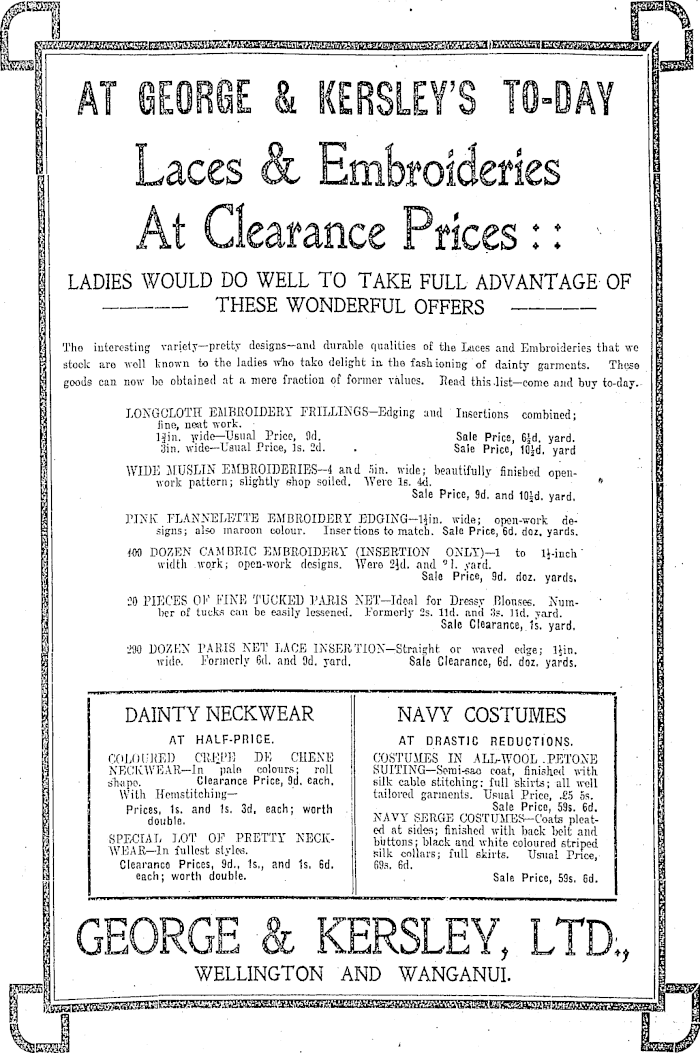 AT GEORGE & KERSLEY'S TO-DAY
Laces & Embroideries
At Clearance Prices : :
LADIES WOULD DO WELL TO TAKE FULL ADVANTAGE OF
THESE WONDERFUL OFFERS
The interesting variety—pretty designs—and durable qualities of the Laces and Embroideries that we
stock are well known to the ladies who take delight in the fashioning of dainty garments. These
goods can now be obtained at a mere fraction of former values. Read this list—come and buy to-day.
LONGCLOTH EMBROIDERY FRILLINGS—Edging and Insertions combined;
fine, neat work.
1¾in. wide—Usual Price, 9d. Sale Price, 6½d. yard.
3in. wide—Usual Price, 1s. 2d. Sale Price, 10½d. yard
WIDE MUSLIN EMBROIDERIES—4 and 5in. wide; beautifully finished open-
work pattern; slightly shop soiled. Were 1s. 4d.
Sale Price, 9d. and 10½d. yard.
PINK FLANNELETTE EMBROIDERY EDGING—1½in. wide; open-work de-
signs; also maroon colour. Insertions to match. Sale Price, 6d. doz. yards.
400 DOZEN CAMBRIC EMBROIDERY (INSERTION ONLY)—1 to 1½-inch
width work; open-work designs. Were 2½d. and yard.
Sale Price, 9d. doz. yards.
20 PIECES OF FINE TUCKED PARIS NET—Ideal for Dressy Blouses. Num-
ber of tucks can be easily lessened. Formerly 2s. 11d. and 3s. 11d. yard.
Sale Clearance, 1s. yard.
290 DOZEN PARIS NET LACE INSERTION—Straight or waved edge; 1½in.
wide. Formerly 6d. and 9d. yard. Sale Clearance, 6d. doz. yards.
DAINTY NECKWEAR
AT HALF-PRICE.
COLOURED CREPE DE CHENE
NECKWEAR—In pale colours; roll
shape. Clearance Price, 9d. each.
With Hemstitching—
Prices, 1s. and 1s. 3d. each; worth
double.
SPECIAL LOT OF PRETTY NECK-
WEAR—In fullest styles.
Clearance Prices, 9d., 1s., and 1s. 6d.
each; worth double.
NAVY COSTUMES
AT DRASTIC REDUCTIONS.
COSTUMES IN ALL-WOOL PETONE
SUITING—Semi-sac coat, finished with
silk cable stitching: full skirts; all well
tailored garments. Usual Price, £5 5s.
Sale Price, 59s. 6d.
NAVY SERGE COSTUMES—Coats pleat-
ed at sides; finished with back belt and
buttons; black and white coloured striped
silk collars; full skirts. Usual Price,
69s. 6d.
Sale Price, 59s. 6d.
GEORGE & KERSLEY, LTD.,
WELLINGTON AND WANGANUI.